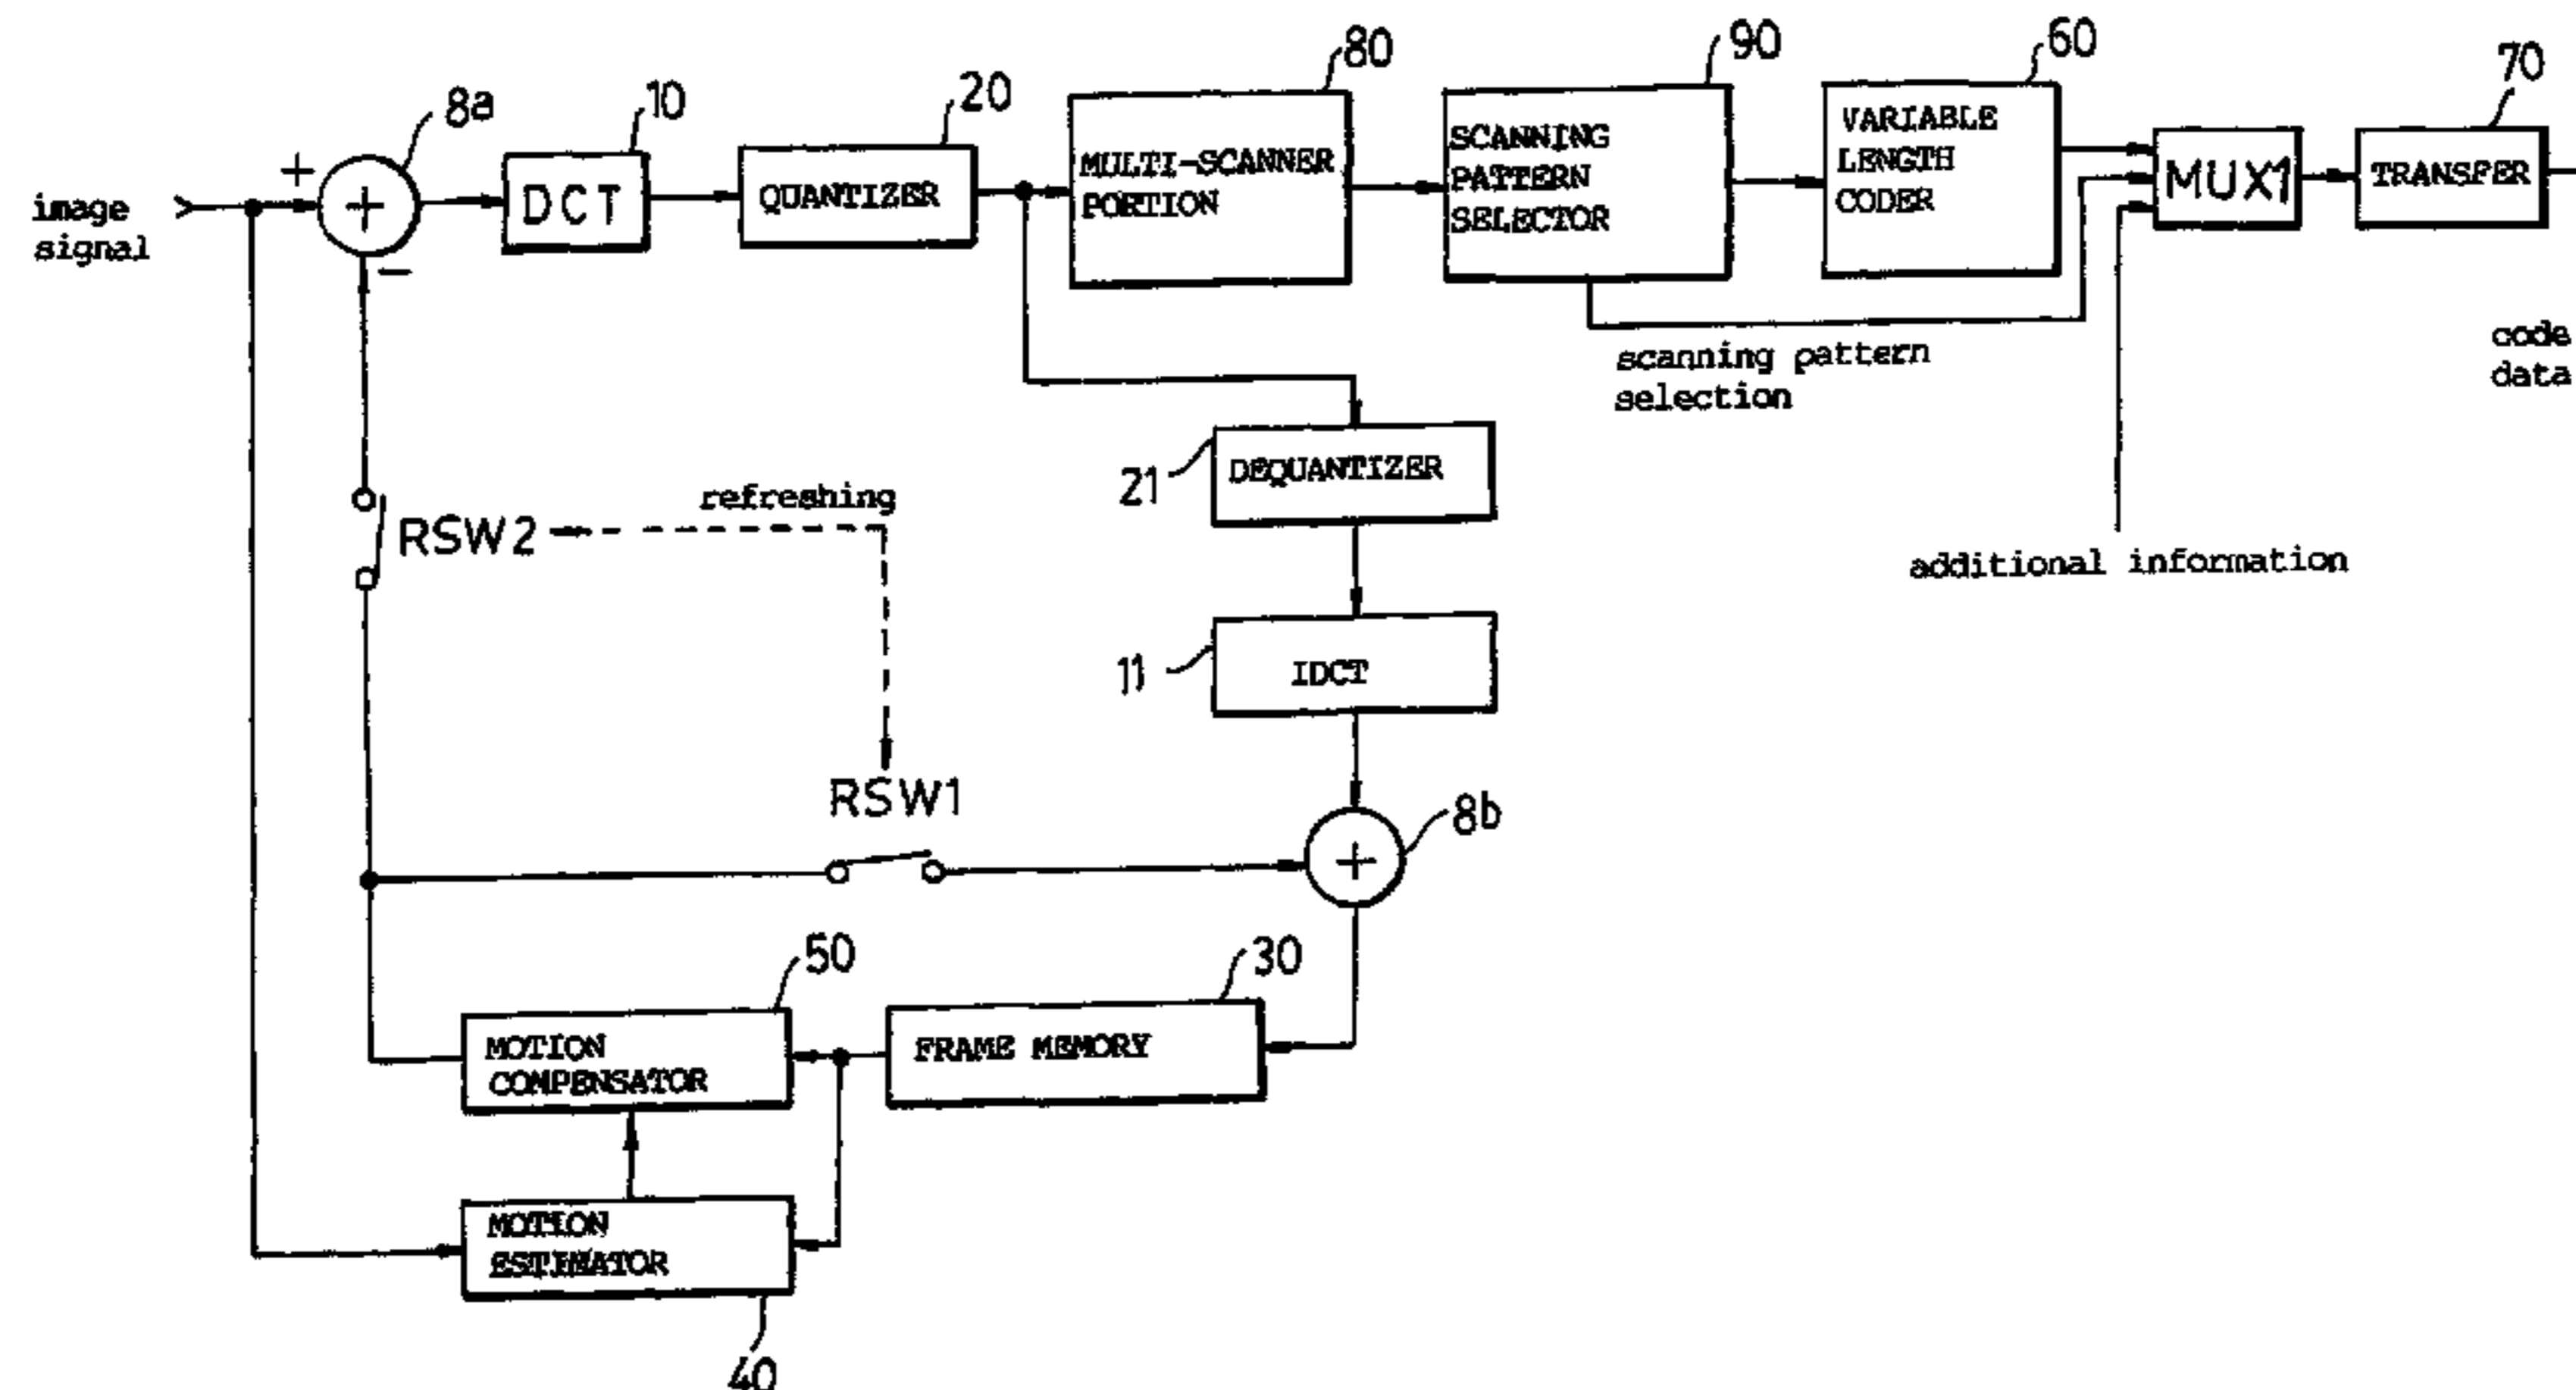 8a
10
20
80
90
60
70
+
image
signal
+
−
DCT
QUANTIZER
MULTI-SCANNER
PORTION
SCANNING
PATTERN
SELECTOR
VARIABLE
LENGTH
CODER
MUX1
TRANSFER
scanning pattern
selection
code
data
additional information
21
DEQUANTIZER
refreshing
RSW2
11
IDCT
RSW1
8b
+
50
30
MOTION
COMPENSATOR
FRAME MEMORY
MOTION
ESTIMATOR
40